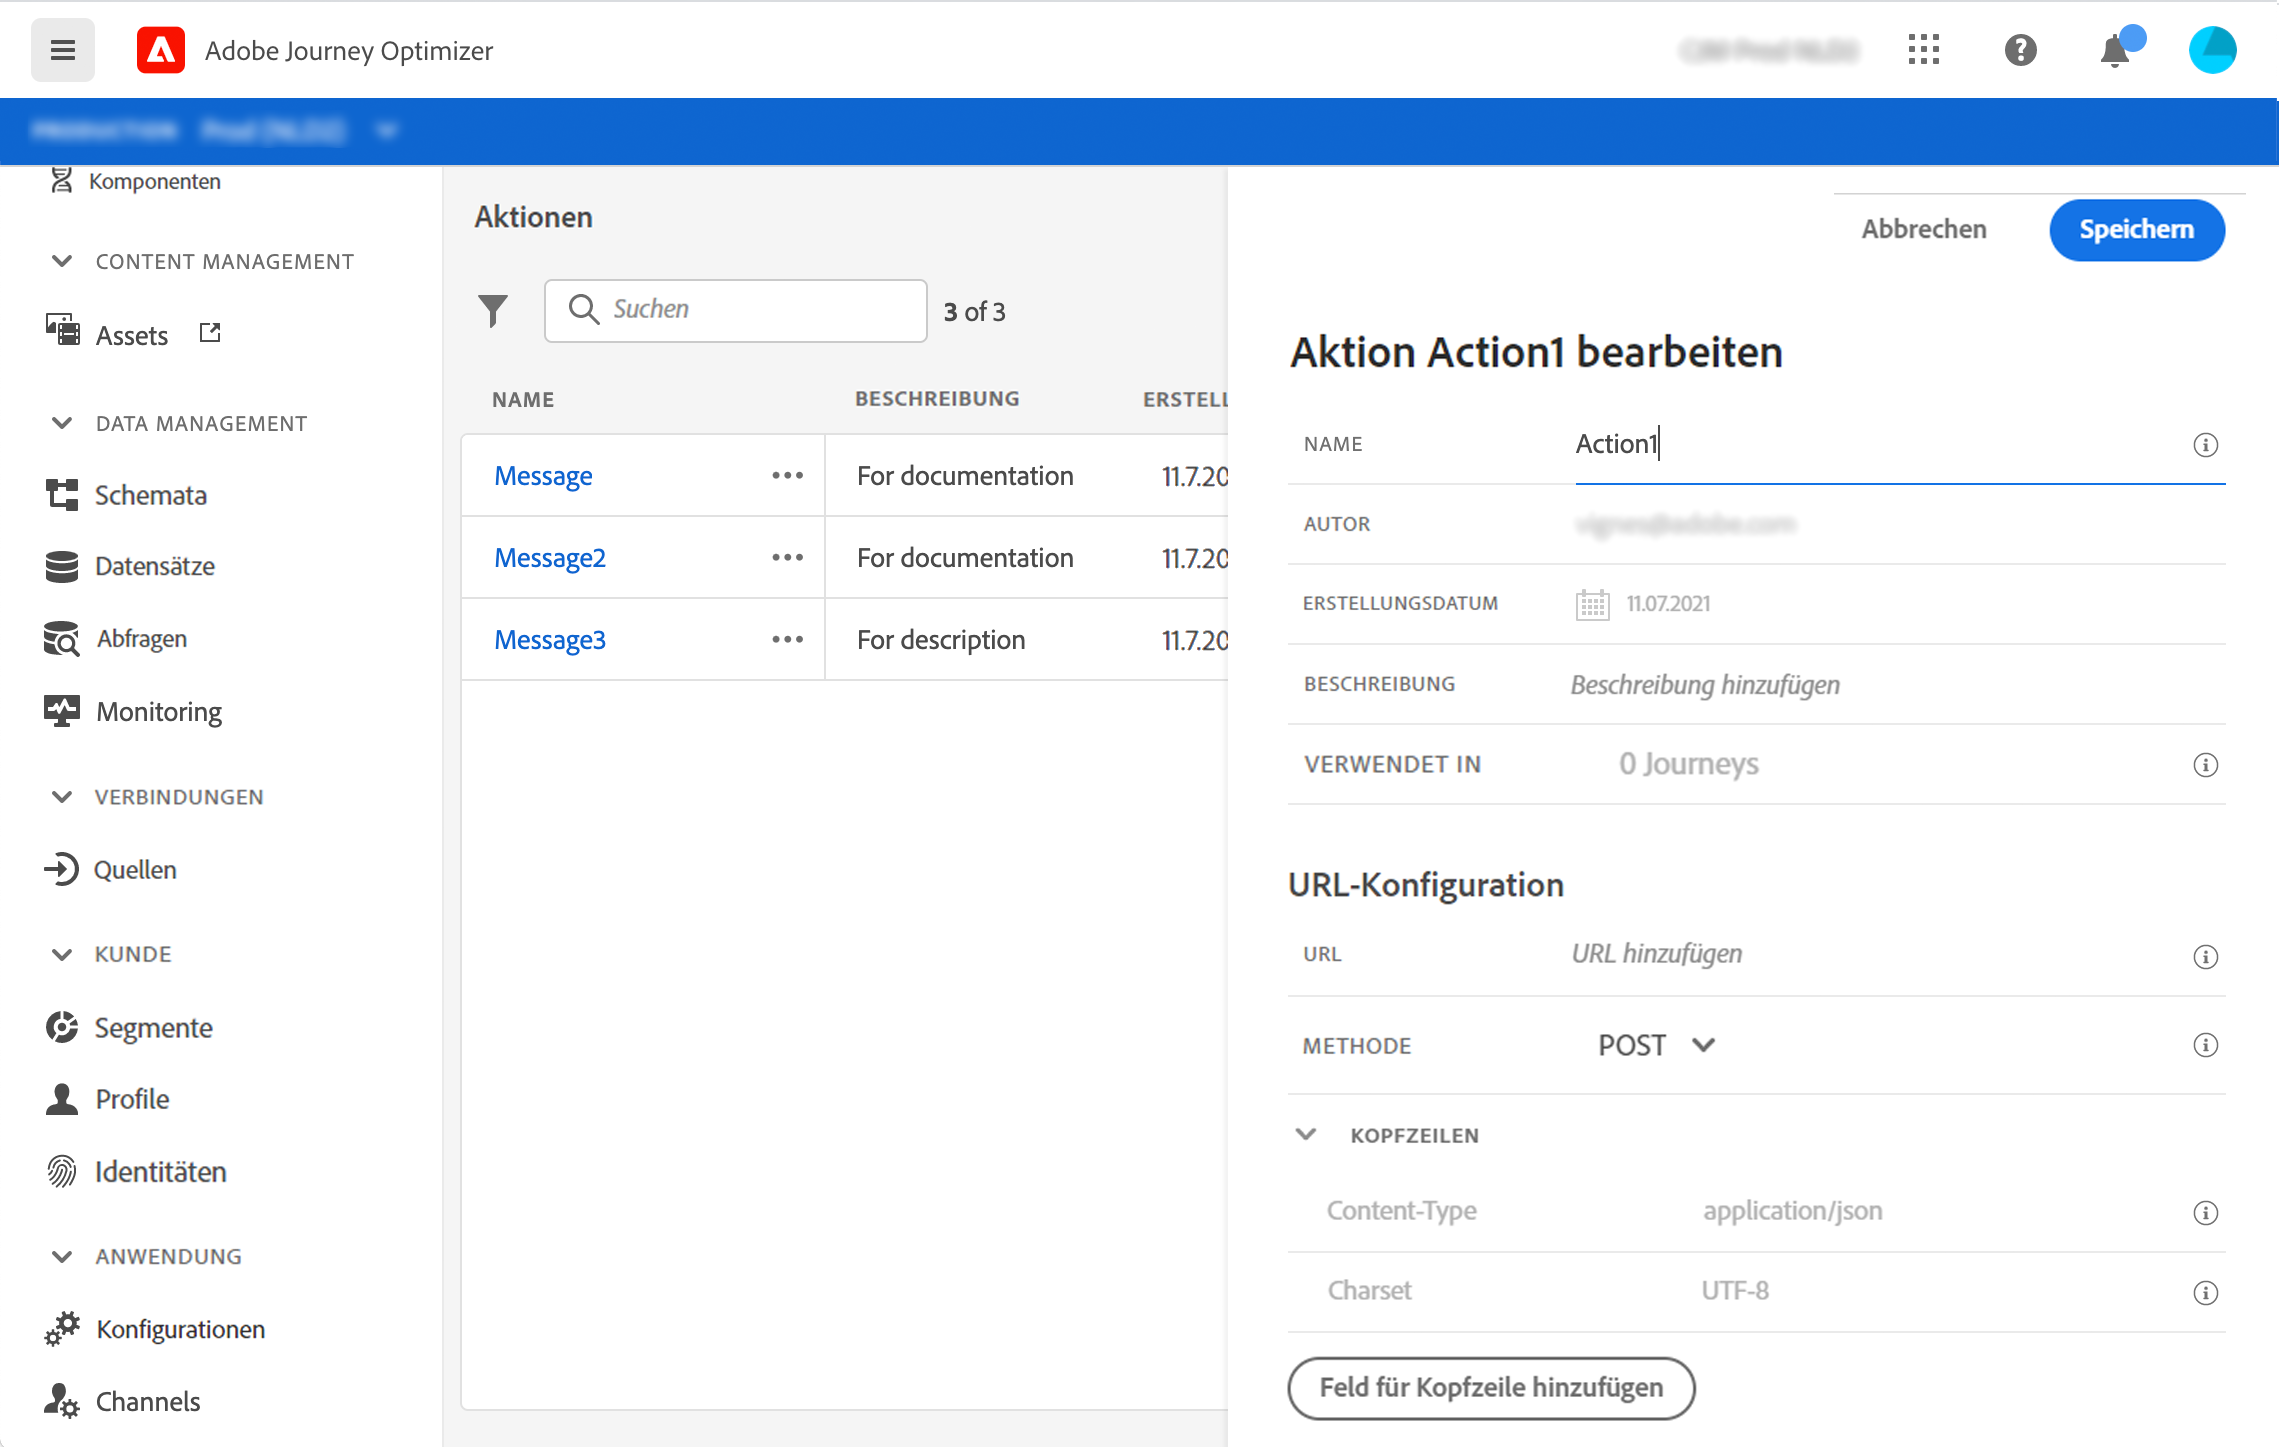 Adobe Journey Optimizer
Komponenten
CONTENT MANAGEMENT
Assets
DATA MANAGEMENT
Schemata
Datensätze
Abfragen
Monitoring
VERBINDUNGEN
Quellen
KUNDE
Segmente
Profile
Identitäten
ANWENDUNG
Konfigurationen
Channels
Aktionen
Suchen
3 of 3
NAME BESCHREIBUNG ERSTELL
Message ••• For documentation 11.7.20
Message2 ••• For documentation 11.7.20
Message3 ••• For description 11.7.20
Abbrechen Speichern
Aktion Action1 bearbeiten
NAME Action1
AUTOR
ERSTELLUNGSDATUM 11.07.2021
BESCHREIBUNG Beschreibung hinzufügen
VERWENDET IN 0 Journeys
URL-Konfiguration
URL URL hinzufügen
METHODE POST
KOPFZEILEN
Content-Type application/json
Charset UTF-8
Feld für Kopfzeile hinzufügen